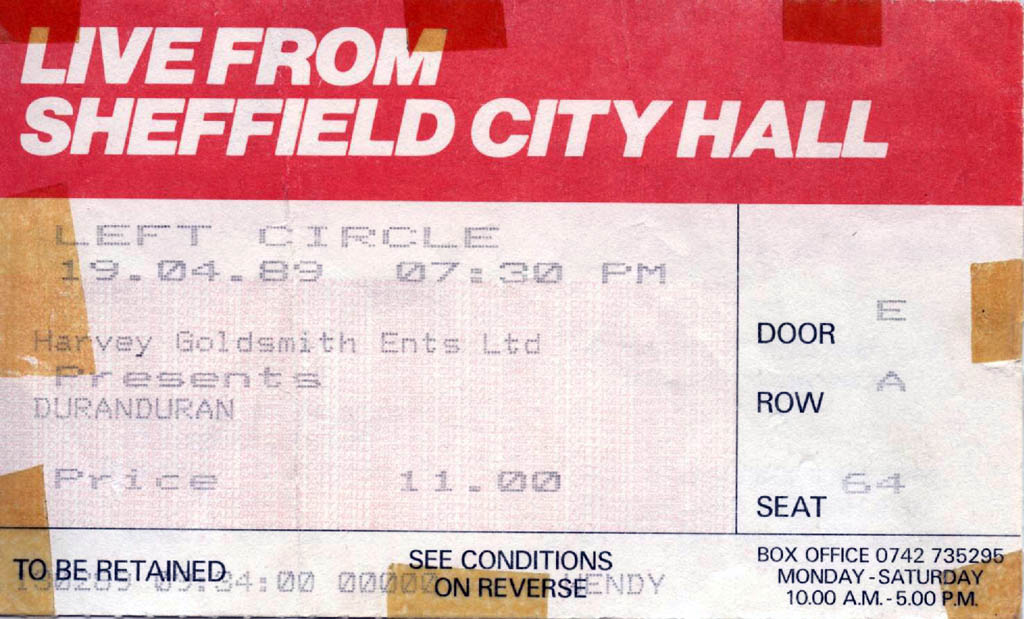 LIVE FROM
SHEFFIELD CITY HALL
LEFT CIRCLE
19.04.89 07:30 PM
Harvey Goldsmith Ents Ltd
Presents
DURANDURAN
Price 11.00
DOOR E
ROW A
SEAT 64
TO BE RETAINED
SEE CONDITIONS
ON REVERSE
BOX OFFICE 0742 735295
MONDAY - SATURDAY
10.00 A.M. - 5.00 P.M.